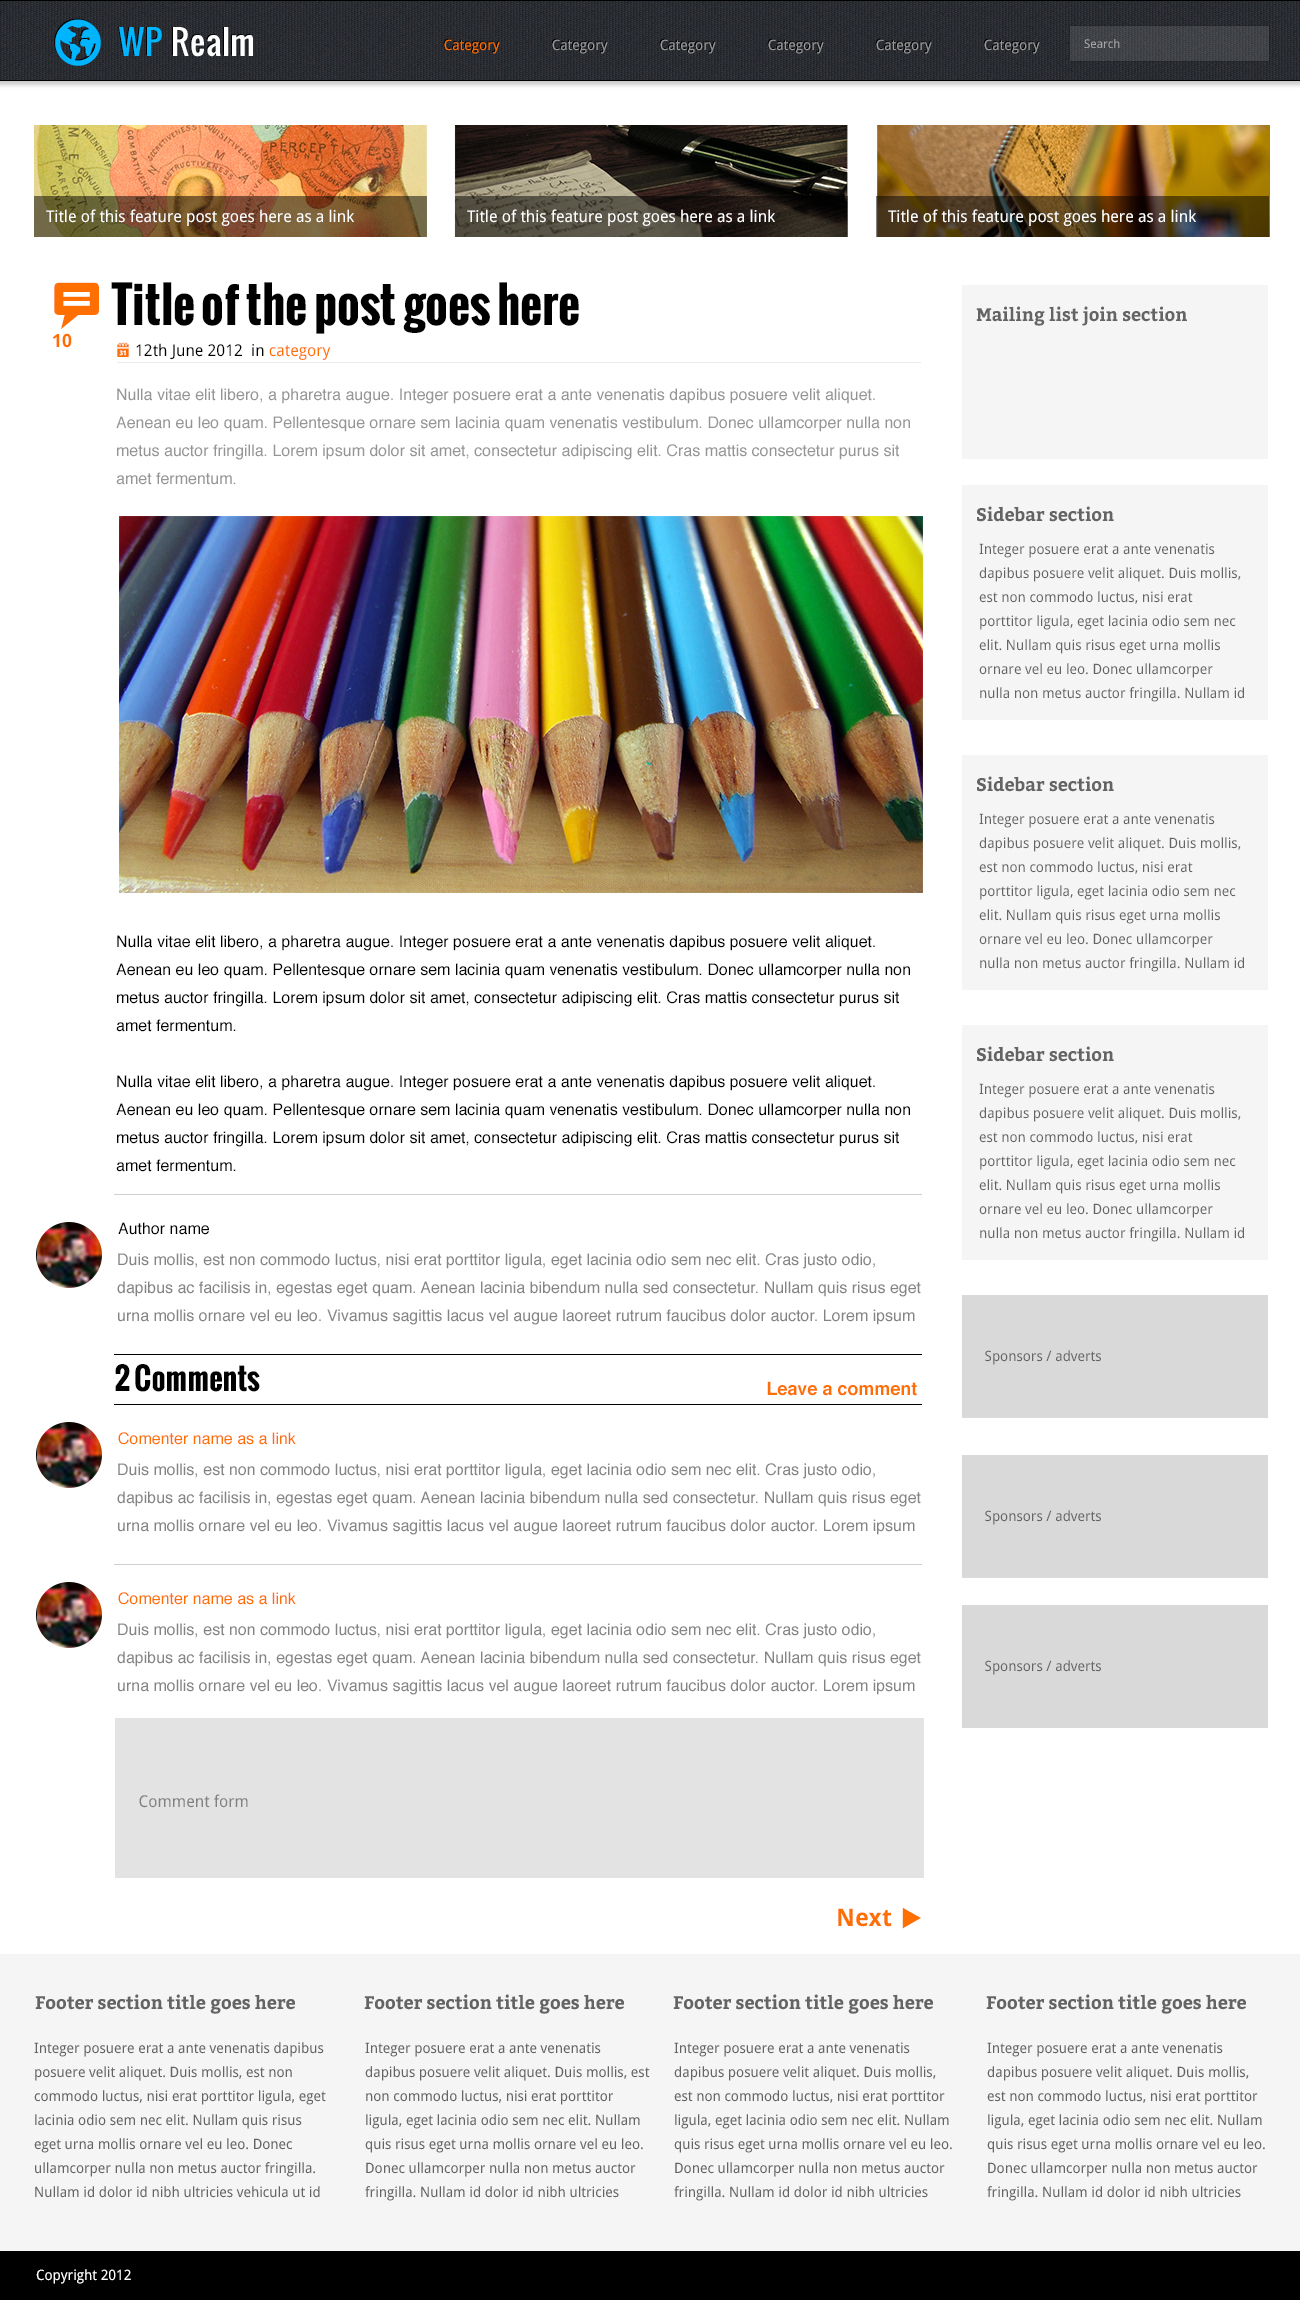 WP Realm
Category Category Category Category Category Category
Search
PERCEPTIVES
Title of this feature post goes here as a link
Title of this feature post goes here as a link
Title of this feature post goes here as a link
10
Title of the post goes here
31 12th June 2012 in category
Nulla vitae elit libero, a pharetra augue. Integer posuere erat a ante venenatis dapibus posuere velit aliquet.
Aenean eu leo quam. Pellentesque ornare sem lacinia quam venenatis vestibulum. Donec ullamcorper nulla non
metus auctor fringilla. Lorem ipsum dolor sit amet, consectetur adipiscing elit. Cras mattis consectetur purus sit
amet fermentum.
Nulla vitae elit libero, a pharetra augue. Integer posuere erat a ante venenatis dapibus posuere velit aliquet.
Aenean eu leo quam. Pellentesque ornare sem lacinia quam venenatis vestibulum. Donec ullamcorper nulla non
metus auctor fringilla. Lorem ipsum dolor sit amet, consectetur adipiscing elit. Cras mattis consectetur purus sit
amet fermentum.
Nulla vitae elit libero, a pharetra augue. Integer posuere erat a ante venenatis dapibus posuere velit aliquet.
Aenean eu leo quam. Pellentesque ornare sem lacinia quam venenatis vestibulum. Donec ullamcorper nulla non
metus auctor fringilla. Lorem ipsum dolor sit amet, consectetur adipiscing elit. Cras mattis consectetur purus sit
amet fermentum.
Author name
Duis mollis, est non commodo luctus, nisi erat porttitor ligula, eget lacinia odio sem nec elit. Cras justo odio,
dapibus ac facilisis in, egestas eget quam. Aenean lacinia bibendum nulla sed consectetur. Nullam quis risus eget
urna mollis ornare vel eu leo. Vivamus sagittis lacus vel augue laoreet rutrum faucibus dolor auctor. Lorem ipsum
2 Comments
Leave a comment
Comenter name as a link
Duis mollis, est non commodo luctus, nisi erat porttitor ligula, eget lacinia odio sem nec elit. Cras justo odio,
dapibus ac facilisis in, egestas eget quam. Aenean lacinia bibendum nulla sed consectetur. Nullam quis risus eget
urna mollis ornare vel eu leo. Vivamus sagittis lacus vel augue laoreet rutrum faucibus dolor auctor. Lorem ipsum
Comenter name as a link
Duis mollis, est non commodo luctus, nisi erat porttitor ligula, eget lacinia odio sem nec elit. Cras justo odio,
dapibus ac facilisis in, egestas eget quam. Aenean lacinia bibendum nulla sed consectetur. Nullam quis risus eget
urna mollis ornare vel eu leo. Vivamus sagittis lacus vel augue laoreet rutrum faucibus dolor auctor. Lorem ipsum
Comment form
Next
Mailing list join section
Sidebar section
Integer posuere erat a ante venenatis
dapibus posuere velit aliquet. Duis mollis,
est non commodo luctus, nisi erat
porttitor ligula, eget lacinia odio sem nec
elit. Nullam quis risus eget urna mollis
ornare vel eu leo. Donec ullamcorper
nulla non metus auctor fringilla. Nullam id
Sidebar section
Integer posuere erat a ante venenatis
dapibus posuere velit aliquet. Duis mollis,
est non commodo luctus, nisi erat
porttitor ligula, eget lacinia odio sem nec
elit. Nullam quis risus eget urna mollis
ornare vel eu leo. Donec ullamcorper
nulla non metus auctor fringilla. Nullam id
Sidebar section
Integer posuere erat a ante venenatis
dapibus posuere velit aliquet. Duis mollis,
est non commodo luctus, nisi erat
porttitor ligula, eget lacinia odio sem nec
elit. Nullam quis risus eget urna mollis
ornare vel eu leo. Donec ullamcorper
nulla non metus auctor fringilla. Nullam id
Sponsors / adverts
Sponsors / adverts
Sponsors / adverts
Footer section title goes here
Integer posuere erat a ante venenatis dapibus
posuere velit aliquet. Duis mollis, est non
commodo luctus, nisi erat porttitor ligula, eget
lacinia odio sem nec elit. Nullam quis risus
eget urna mollis ornare vel eu leo. Donec
ullamcorper nulla non metus auctor fringilla.
Nullam id dolor id nibh ultricies vehicula ut id
Footer section title goes here
Integer posuere erat a ante venenatis
dapibus posuere velit aliquet. Duis mollis, est
non commodo luctus, nisi erat porttitor
ligula, eget lacinia odio sem nec elit. Nullam
quis risus eget urna mollis ornare vel eu leo.
Donec ullamcorper nulla non metus auctor
fringilla. Nullam id dolor id nibh ultricies
Footer section title goes here
Integer posuere erat a ante venenatis
dapibus posuere velit aliquet. Duis mollis,
est non commodo luctus, nisi erat porttitor
ligula, eget lacinia odio sem nec elit. Nullam
quis risus eget urna mollis ornare vel eu leo.
Donec ullamcorper nulla non metus auctor
fringilla. Nullam id dolor id nibh ultricies
Footer section title goes here
Integer posuere erat a ante venenatis
dapibus posuere velit aliquet. Duis mollis,
est non commodo luctus, nisi erat porttitor
ligula, eget lacinia odio sem nec elit. Nullam
quis risus eget urna mollis ornare vel eu leo.
Donec ullamcorper nulla non metus auctor
fringilla. Nullam id dolor id nibh ultricies
Copyright 2012